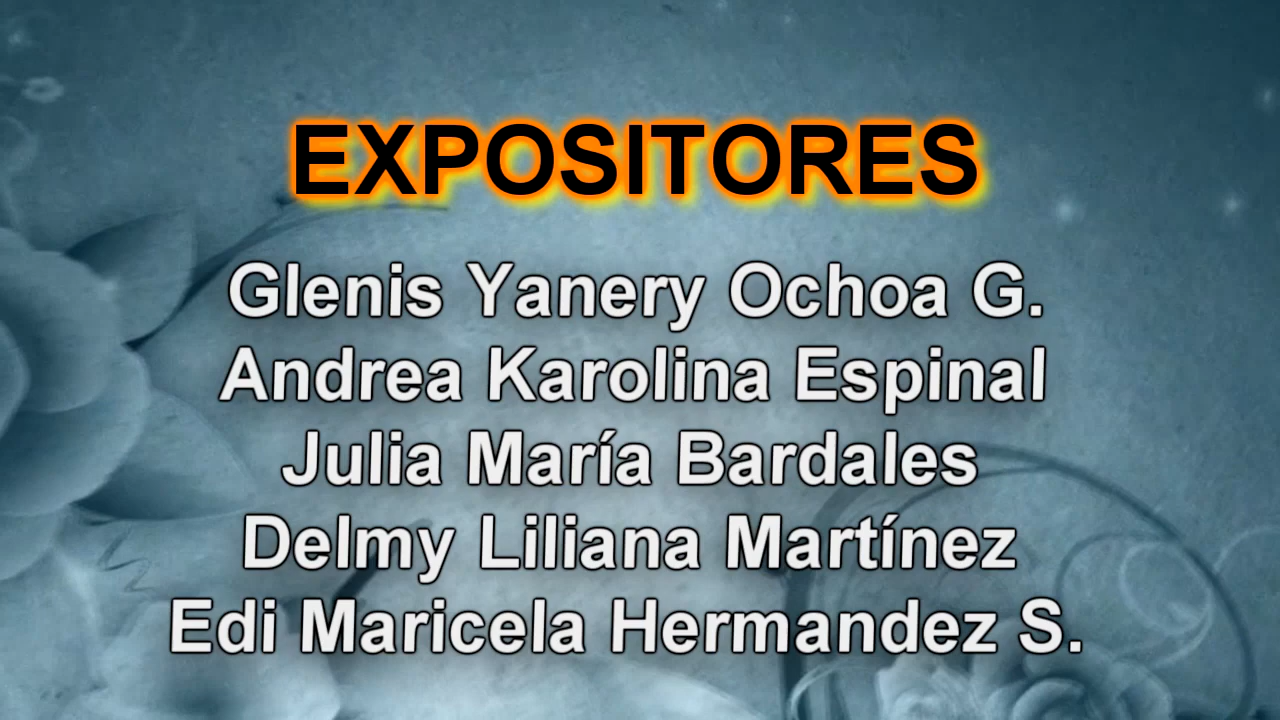 EXPOSITORES
Glenis Yanery Ochoa G.
Andrea Karolina Espinal
Julia María Bardales
Delmy Liliana Martínez
Edi Maricela Hermandez S.